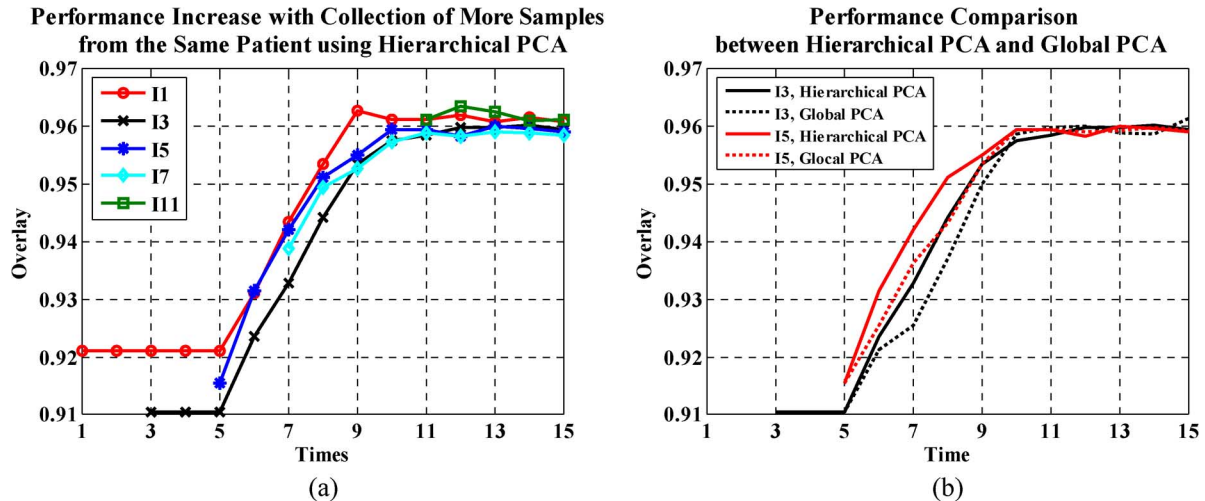 Performance Increase with Collection of More Samples
from the Same Patient using Hierarchical PCA
0.97
0.96
0.95
0.94
0.93
0.92
0.91
Overlay
I1
I3
I5
I7
I11
1 3 5 7 9 11 13 15
Times
(a)
Performance Comparison
between Hierarchical PCA and Global PCA
0.97
0.96
0.95
0.94
0.93
0.92
0.91
Overlay
I3, Hierarchical PCA
I3, Global PCA
I5, Hierarchical PCA
I5, Glocal PCA
1 3 5 7 9 11 13 15
Time
(b)